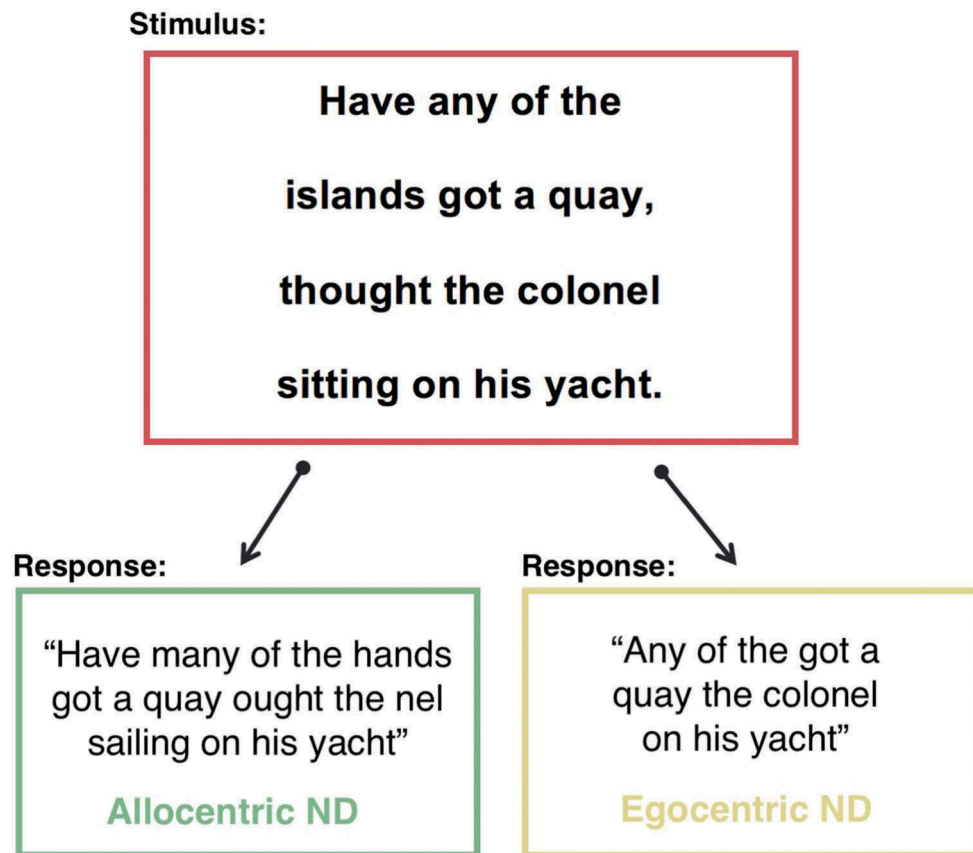 Stimulus:
Have any of the
islands got a quay,
thought the colonel
sitting on his yacht.
Response:
“Have many of the hands
got a quay ought the nel
sailing on his yacht”
Allocentric ND
Response:
“Any of the got a
quay the colonel
on his yacht”
Egocentric ND